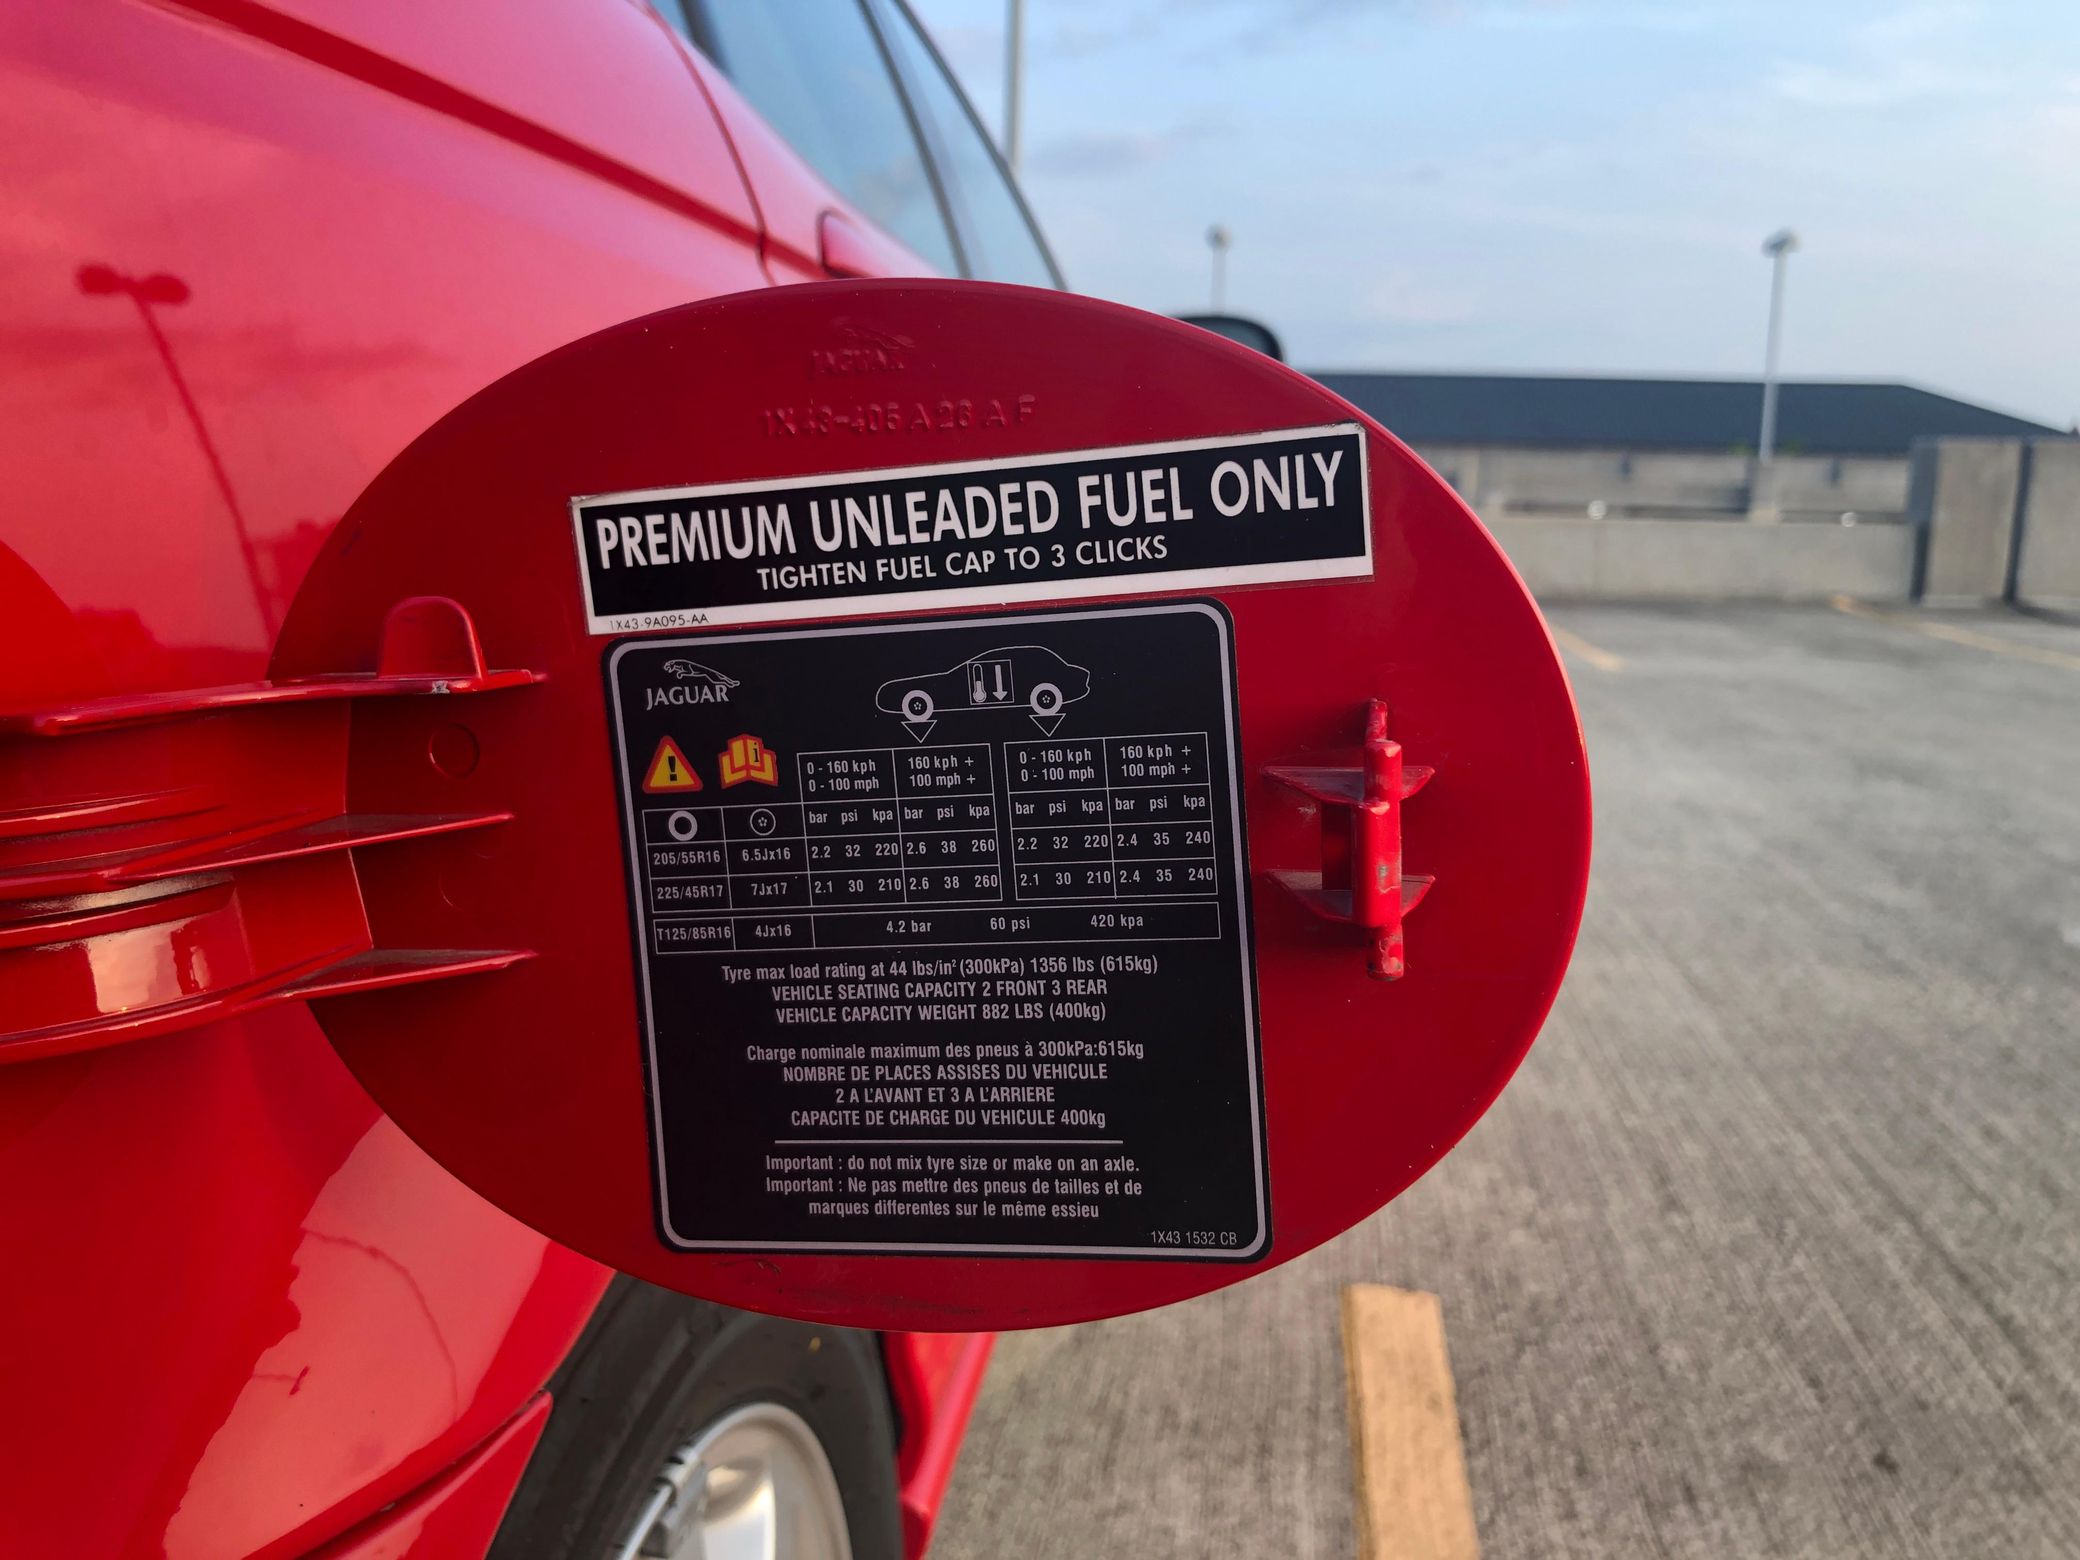 JAGUAR
1X43-405A26AF
PREMIUM UNLEADED FUEL ONLY
TIGHTEN FUEL CAP TO 3 CLICKS
1X43-9A095-AA
JAGUAR
0 - 160 kph 160 kph + 0 - 160 kph 160 kph +
0 - 100 mph 100 mph + 0 - 100 mph 100 mph +
bar psi kpa bar psi kpa bar psi kpa bar psi kpa
205/55R16 6.5Jx16 2.2 32 220 2.6 38 260 2.2 32 220 2.4 35 240
225/45R17 7Jx17 2.1 30 210 2.6 38 260 2.1 30 210 2.4 35 240
T125/85R16 4Jx16 4.2 bar 60 psi 420 kpa
Tyre max load rating at 44 lbs/in² (300kPa) 1356 lbs (615kg)
VEHICLE SEATING CAPACITY 2 FRONT 3 REAR
VEHICLE CAPACITY WEIGHT 882 LBS (400kg)
Charge nominale maximum des pneus à 300kPa:615kg
NOMBRE DE PLACES ASSISES DU VEHICULE
2 A L'AVANT ET 3 A L'ARRIERE
CAPACITE DE CHARGE DU VEHICULE 400kg
Important : do not mix tyre size or make on an axle.
Important : Ne pas mettre des pneus de tailles et de
marques differentes sur le même essieu
1X43 1532 CB